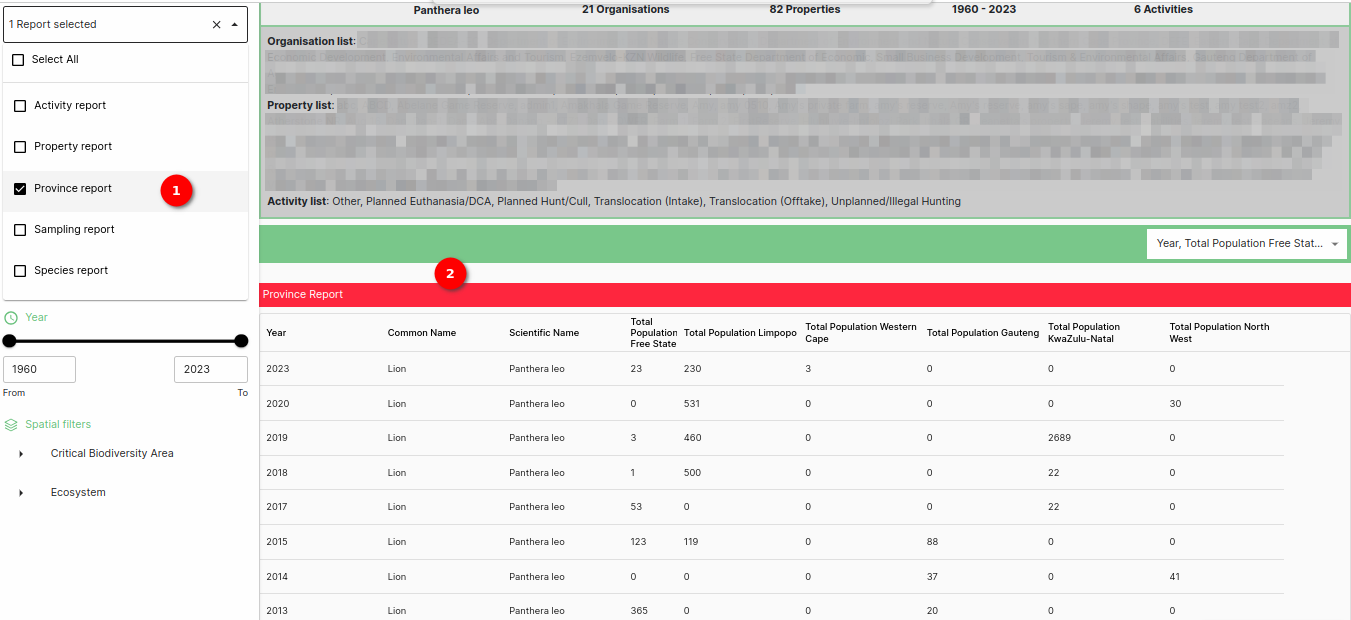 1 Report selected
Select All
Activity report
Property report
Province report
1
Sampling report
Species report
Year
1960
2023
From
To
Spatial filters
Critical Biodiversity Area
Ecosystem
Panthera leo 21 Organisations 82 Properties 1960 - 2023 6 Activities
Organisation list:
Property list:
Activity list: Other, Planned Euthanasia/DCA, Planned Hunt/Cull, Translocation (Intake), Translocation (Offtake), Unplanned/Illegal Hunting
Year, Total Population Free Stat...
2
Province Report
Year Common Name Scientific Name Total Population Free State Total Population Limpopo Total Population Western Cape Total Population Gauteng Total Population KwaZulu-Natal Total Population North West
2023 Lion Panthera leo 23 230 3 0 0 0
2020 Lion Panthera leo 0 531 0 0 0 30
2019 Lion Panthera leo 3 460 0 0 2689 0
2018 Lion Panthera leo 1 500 0 0 22 0
2017 Lion Panthera leo 53 0 0 0 22 0
2015 Lion Panthera leo 123 119 0 88 0 0
2014 Lion Panthera leo 0 0 0 37 0 41
2013 Lion Panthera leo 365 0 0 20 0 0